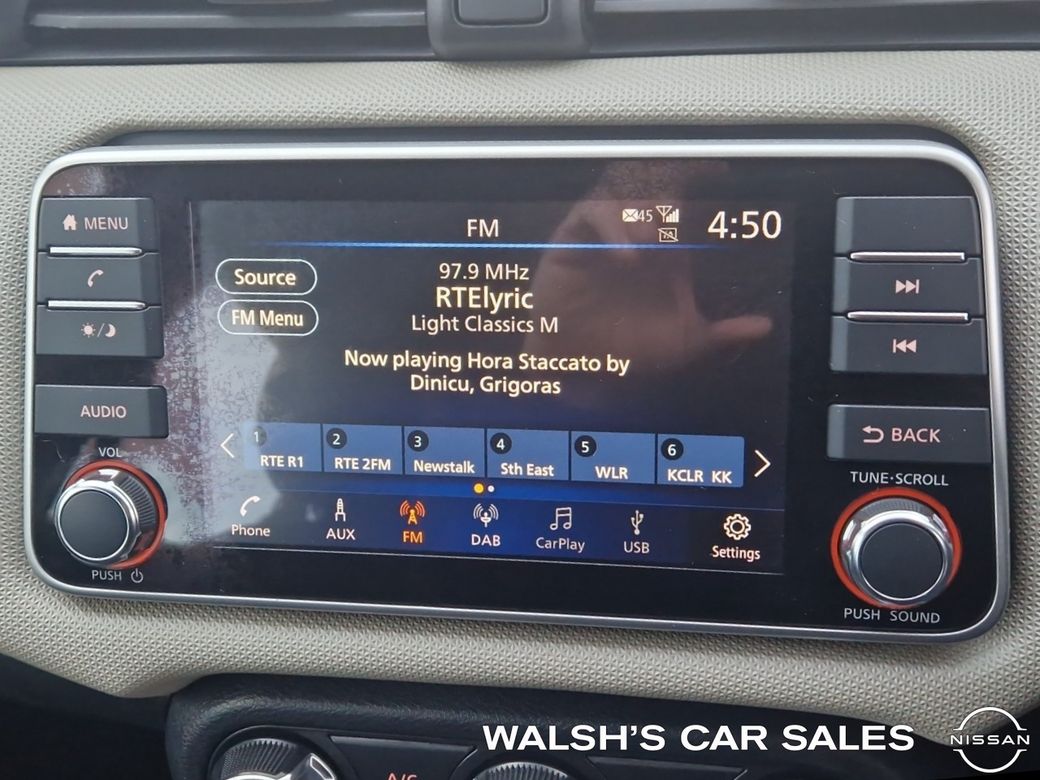 MENU
FM
45
TA
4:50
Source
97.9 MHz
RTElyric
FM Menu
Light Classics M
Now playing Hora Staccato by
Dinicu, Grigoras
AUDIO
BACK
VOL
TUNE·SCROLL
1 2 3 4 5 6
RTE R1 RTE 2FM Newstalk Sth East WLR KCLR KK
Phone AUX FM DAB CarPlay USB Settings
PUSH
PUSH SOUND
A/C
WALSH'S CAR SALES
NISSAN